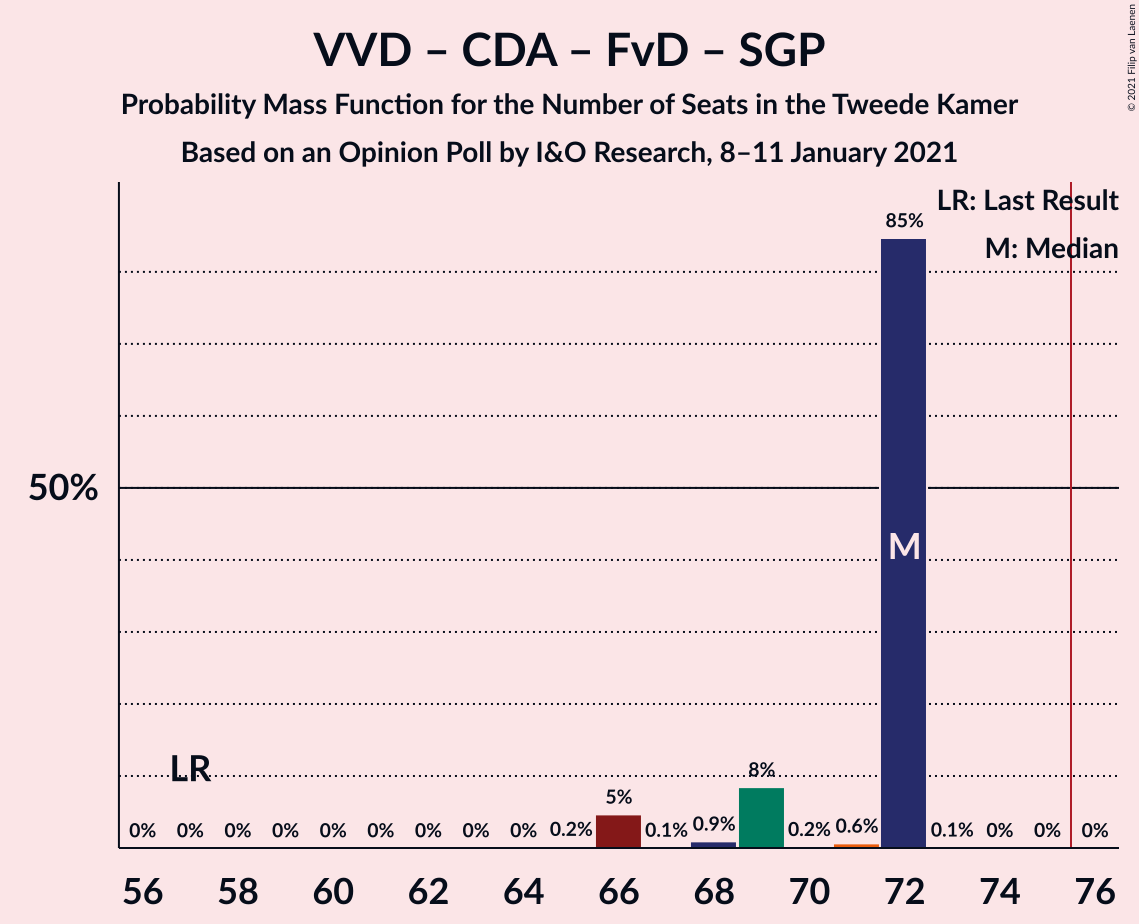 VVD – CDA – FvD – SGP
Probability Mass Function for the Number of Seats in the Tweede Kamer
Based on an Opinion Poll by I&O Research, 8–11 January 2021
© 2021 Filip van Laenen
LR: Last Result
M: Median
85%
50%
M
LR
0% 0% 0% 0% 0% 0% 0% 0% 0% 0.2% 5% 0.1% 0.9% 8% 0.2% 0.6% 0.1% 0% 0% 0%
56 58 60 62 64 66 68 70 72 74 76